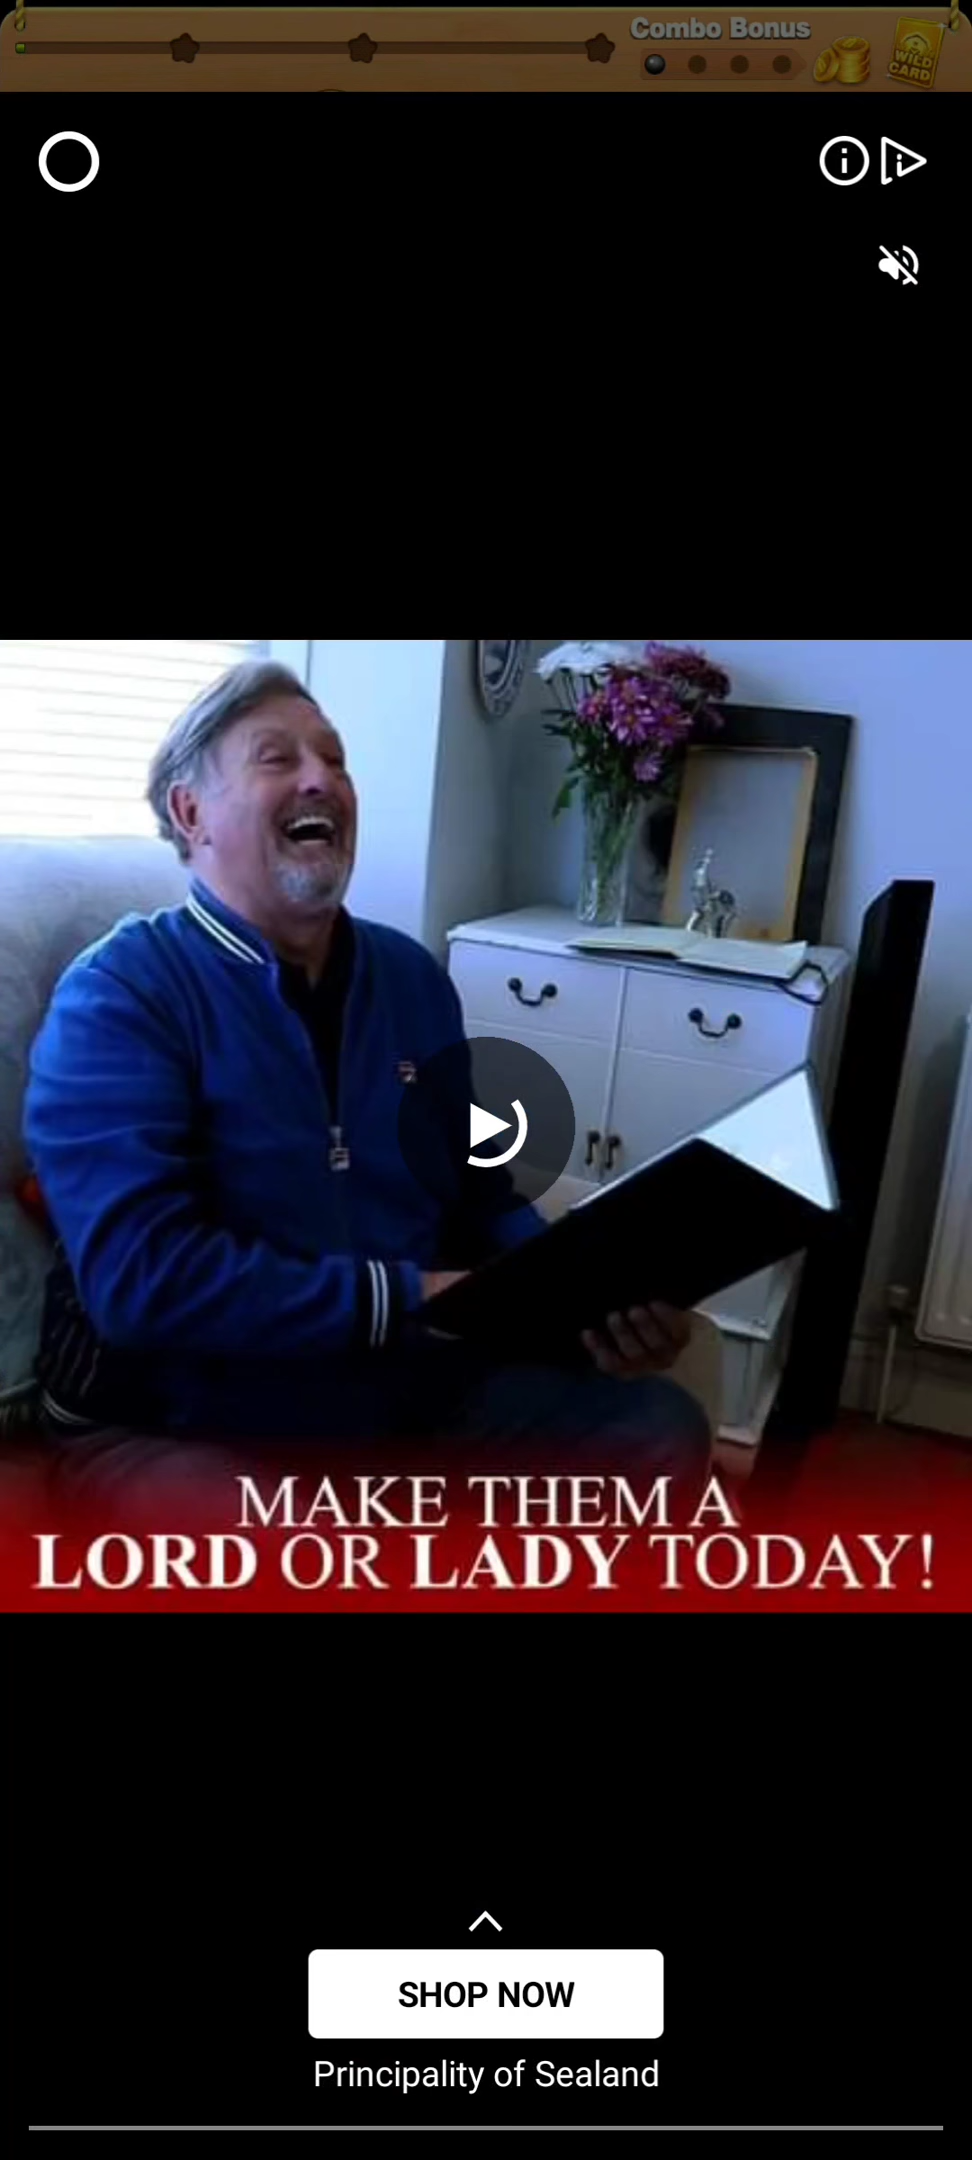 Combo Bonus
WILD
CARD
MAKE THEM A
LORD OR LADY TODAY!
SHOP NOW
Principality of Sealand